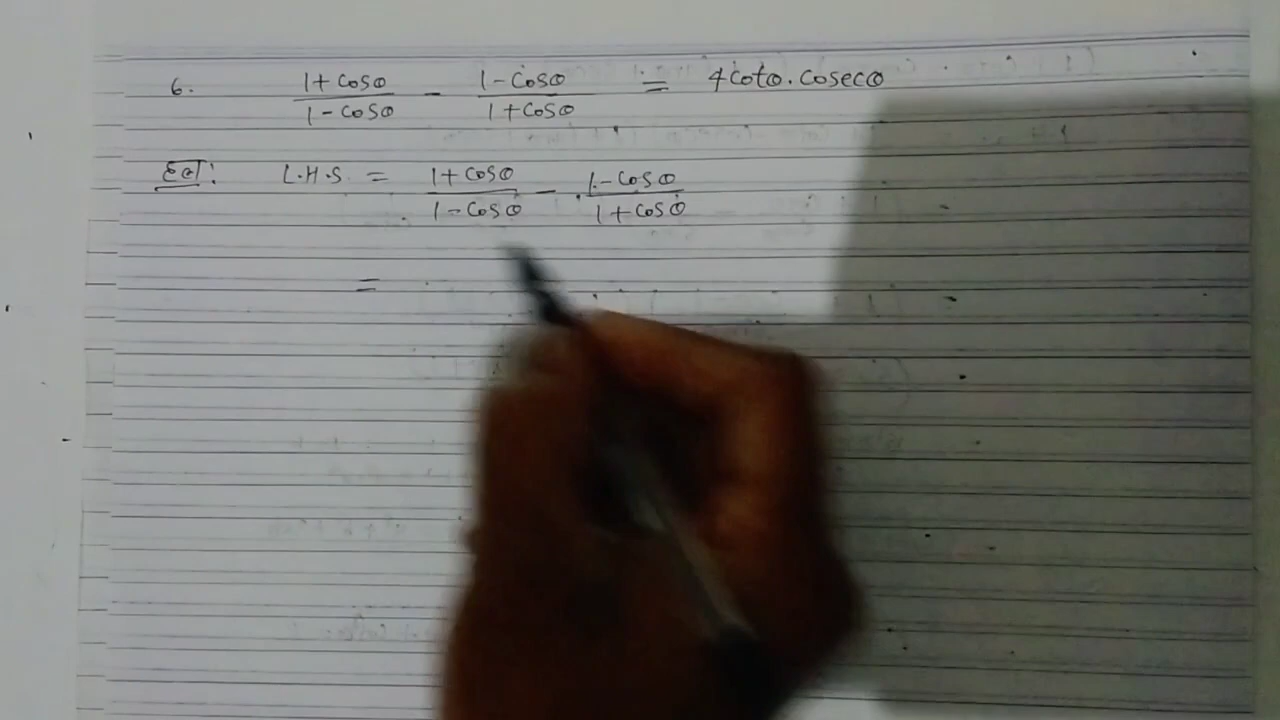 6. (1+cosθ)/(1-cosθ) - (1-cosθ)/(1+cosθ) = 4cotθ.cosecθ
Sol: L.H.S = (1+cosθ)/(1-cosθ) - (1-cosθ)/(1+cosθ)
=